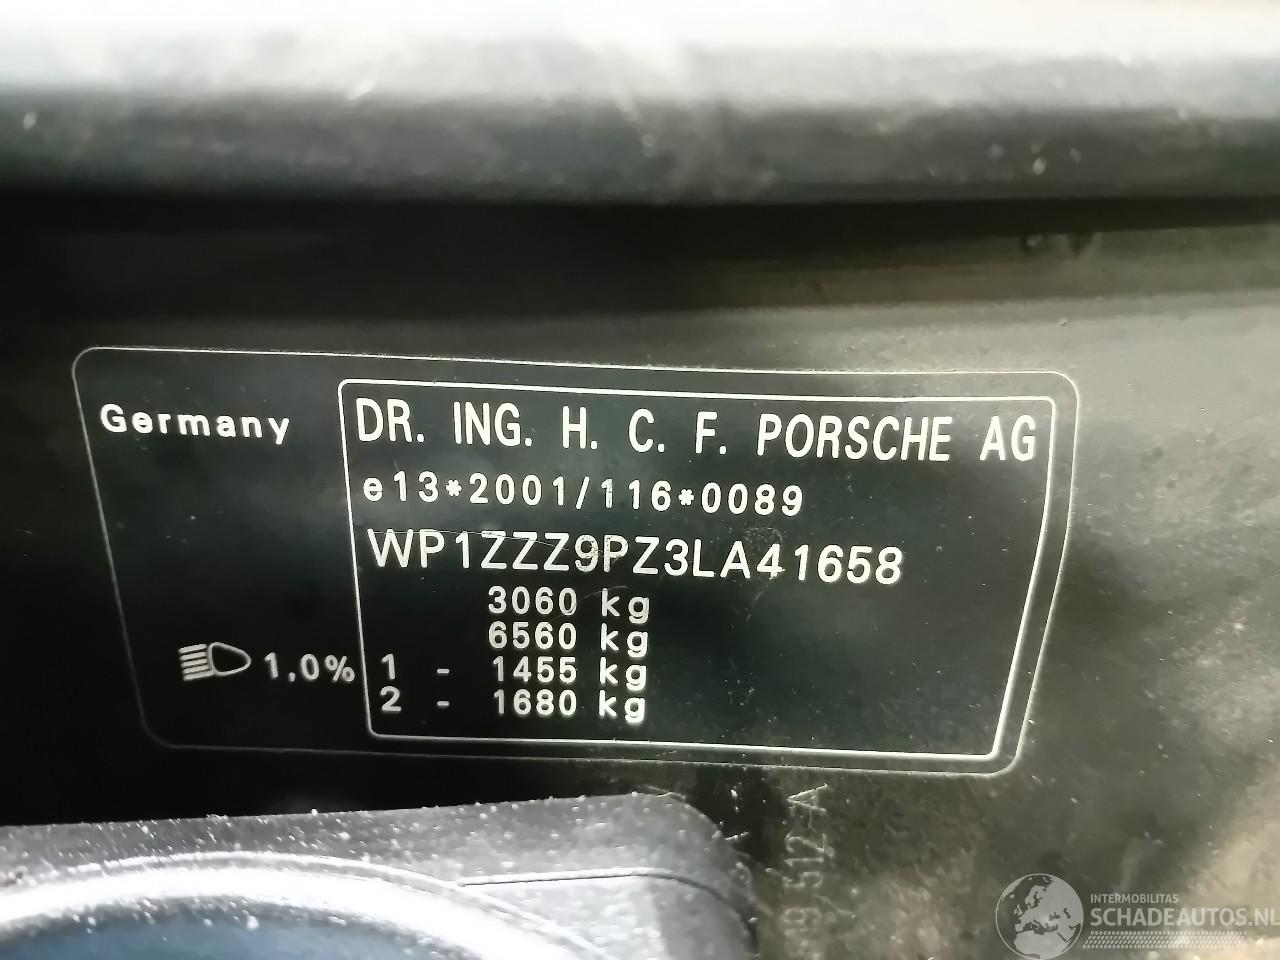 Germany
DR. ING. H. C. F. PORSCHE AG
e13*2001/116*0089
WP1ZZZ9PZ3LA41658
3060 kg
6560 kg
1,0% 1 - 1455 kg
2 - 1680 kg
512-A
INTERMOBILITAS
SCHADEAUTOS.NL